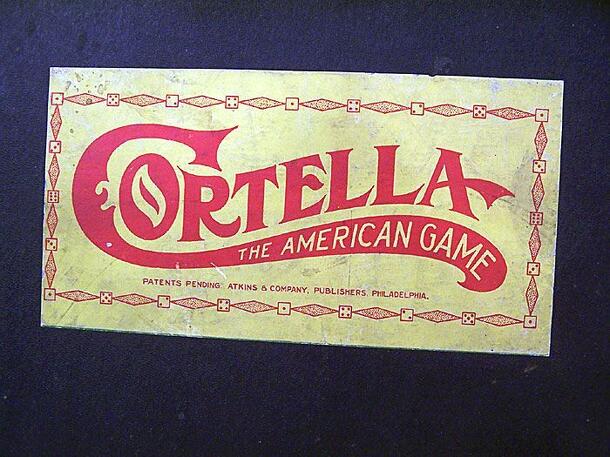 CORTELLA
THE AMERICAN GAME
PATENTS PENDING. ATKINS & COMPANY, PUBLISHERS, PHILADELPHIA.